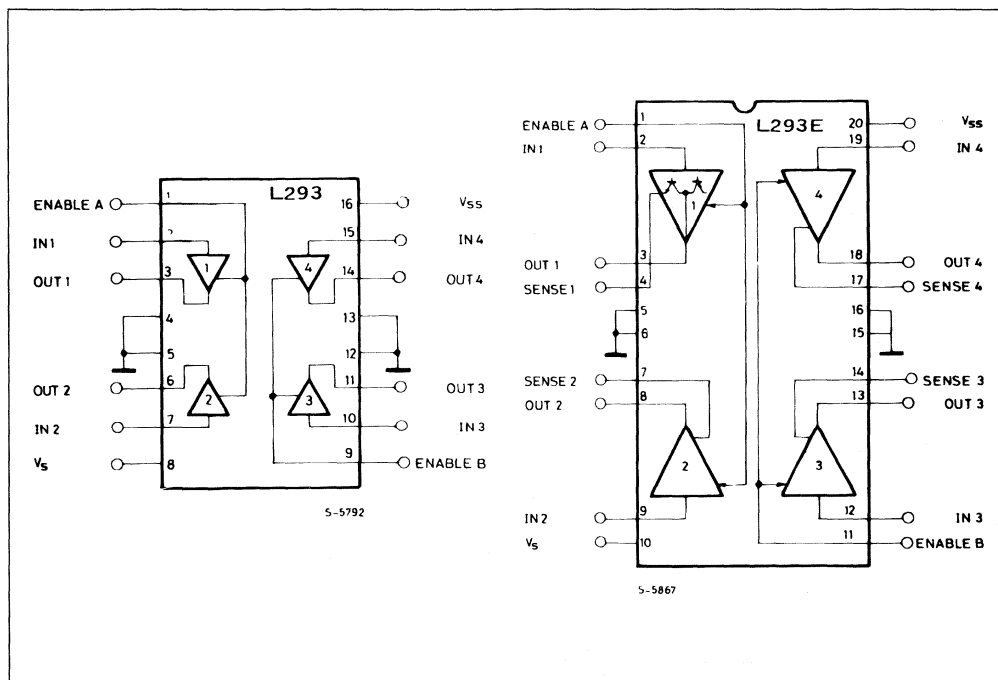 L293
ENABLE A 1
16 Vss
IN 1
15 IN 4
OUT 1 3
1
4
14 OUT 4
4
13
5
12
OUT 2 6
11 OUT 3
2
3
IN 2 7
10 IN 3
Vs 8
9 ENABLE B
S-5792
L293E
ENABLE A 1
20 Vss
IN 1 2
19 IN 4
1
4
OUT 1 3
18 OUT 4
SENSE 1 4
17 SENSE 4
5
16
6
15
SENSE 2 7
14 SENSE 3
OUT 2 8
13 OUT 3
2
3
IN 2 9
12 IN 3
Vs 10
11 ENABLE B
S-5867